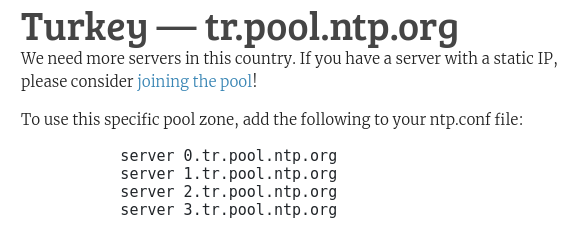 Turkey — tr.pool.ntp.org
We need more servers in this country. If you have a server with a static IP,
please consider joining the pool!
To use this specific pool zone, add the following to your ntp.conf file:
server 0.tr.pool.ntp.org
server 1.tr.pool.ntp.org
server 2.tr.pool.ntp.org
server 3.tr.pool.ntp.org